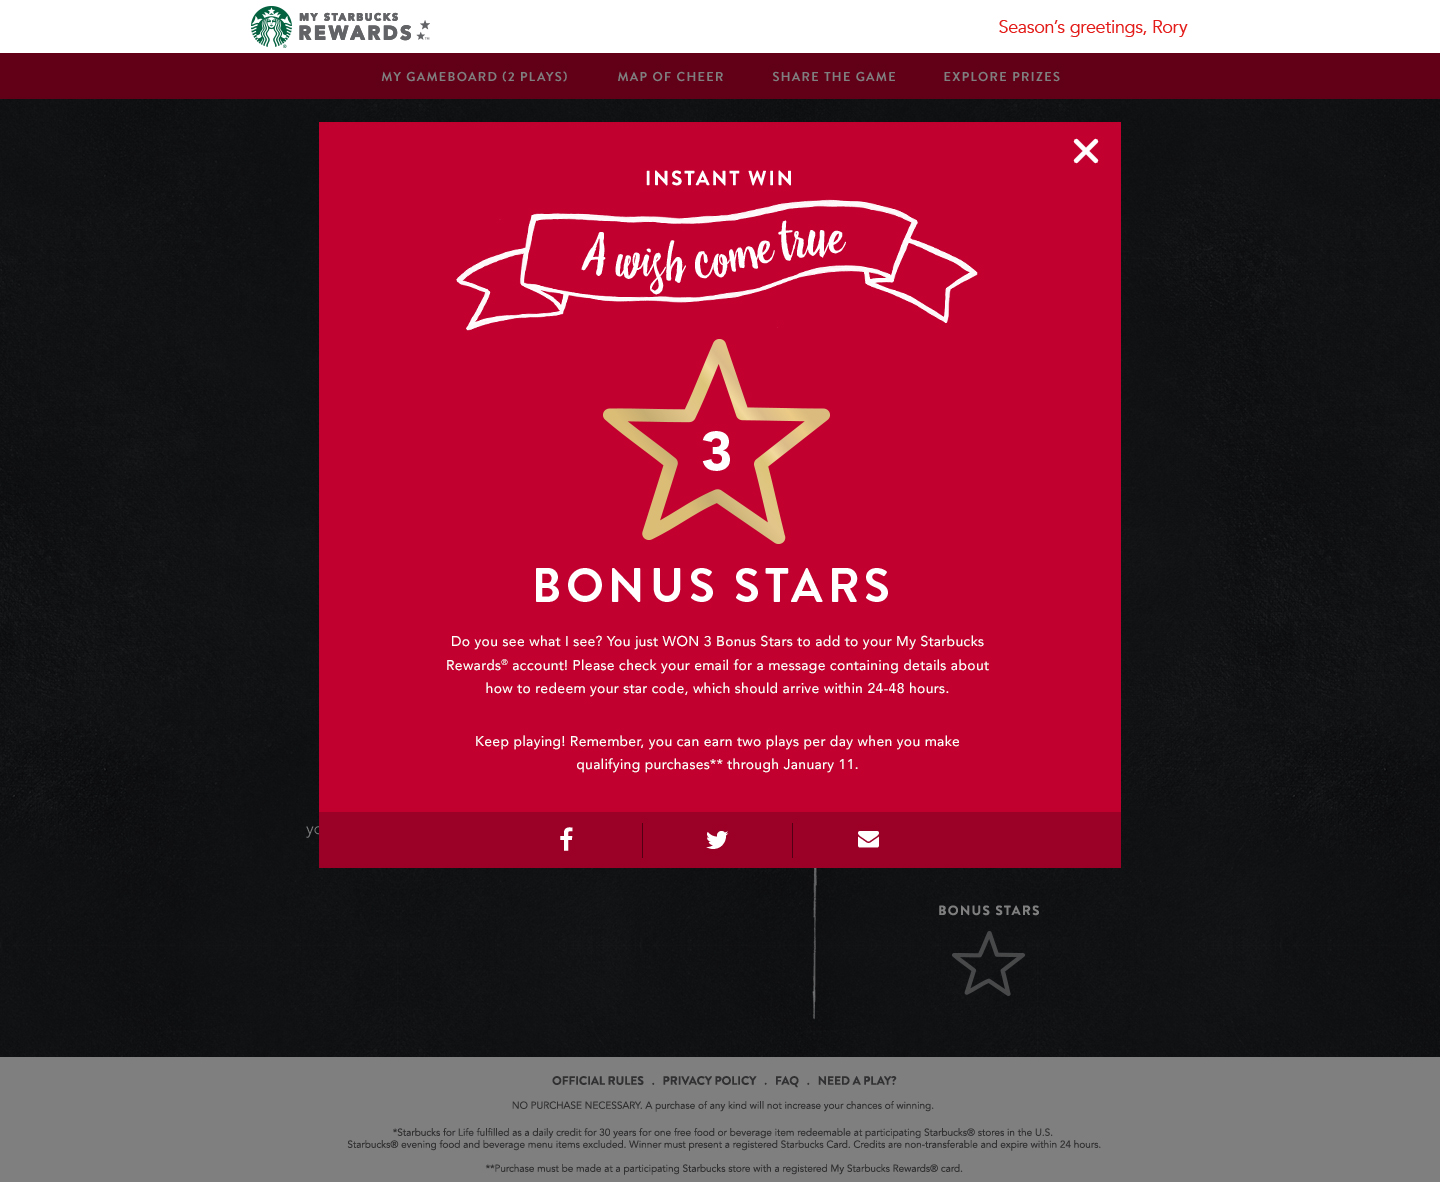 MY STARBUCKS
REWARDS
Season's greetings, Rory
MY GAMEBOARD (2 PLAYS) MAP OF CHEER SHARE THE GAME EXPLORE PRIZES
INSTANT WIN
A wish come true
3
BONUS STARS
Do you see what I see? You just WON 3 Bonus Stars to add to your My Starbucks
Rewards® account! Please check your email for a message containing details about
how to redeem your star code, which should arrive within 24-48 hours.
Keep playing! Remember, you can earn two plays per day when you make
qualifying purchases** through January 11.
BONUS STARS
OFFICIAL RULES . PRIVACY POLICY . FAQ . NEED A PLAY?
NO PURCHASE NECESSARY. A purchase of any kind will not increase your chances of winning.
*Starbucks for Life fulfilled as a daily credit for 30 years for one free food or beverage item redeemable at participating Starbucks® stores in the U.S.
Starbucks® evening food and beverage menu items excluded. Winner must present a registered Starbucks Card. Credits are non-transferable and expire within 24 hours.
**Purchase must be made at a participating Starbucks store with a registered My Starbucks Rewards® card.